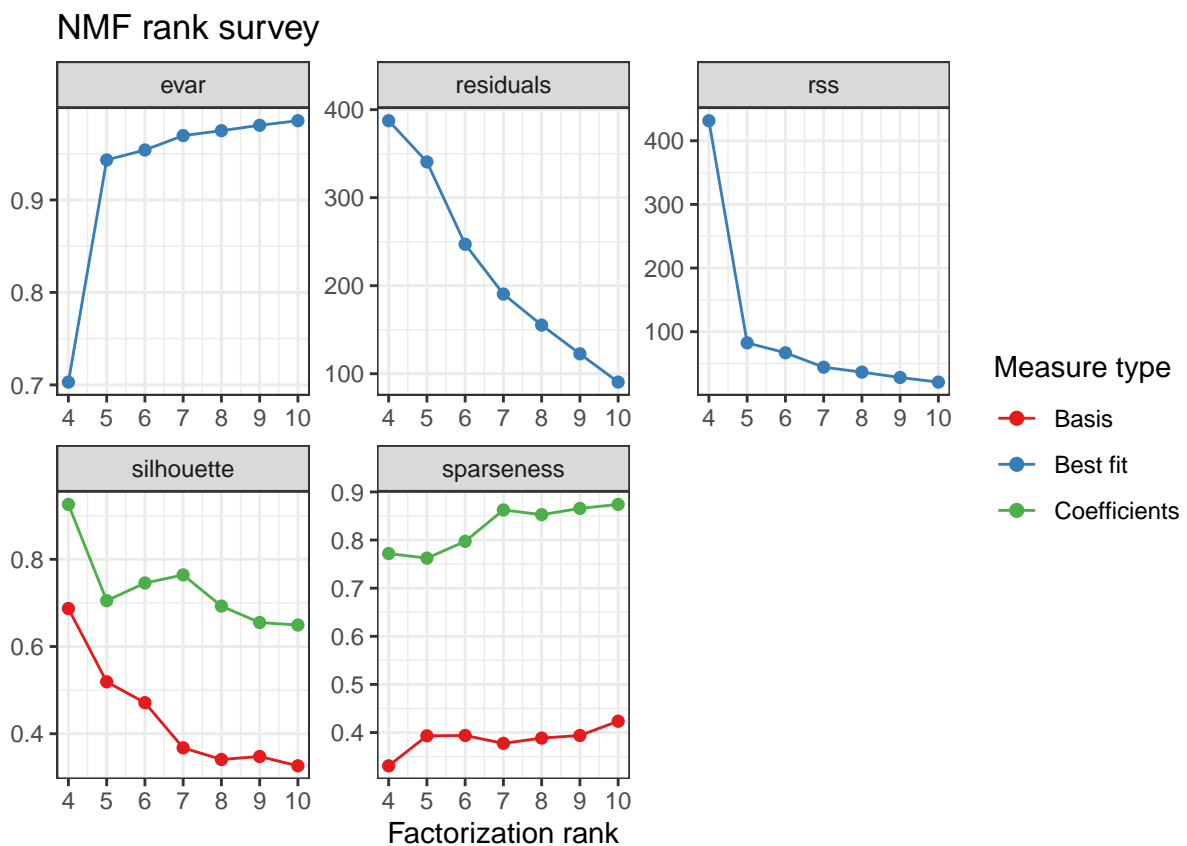 NMF rank survey
evar
residuals
rss
0.9
0.8
0.7
400
300
200
100
400
300
200
100
4 5 6 7 8 9 10
4 5 6 7 8 9 10
4 5 6 7 8 9 10
silhouette
sparseness
0.8
0.6
0.4
0.9
0.8
0.7
0.6
0.5
0.4
4 5 6 7 8 9 10
4 5 6 7 8 9 10
Factorization rank
Measure type
Basis
Best fit
Coefficients